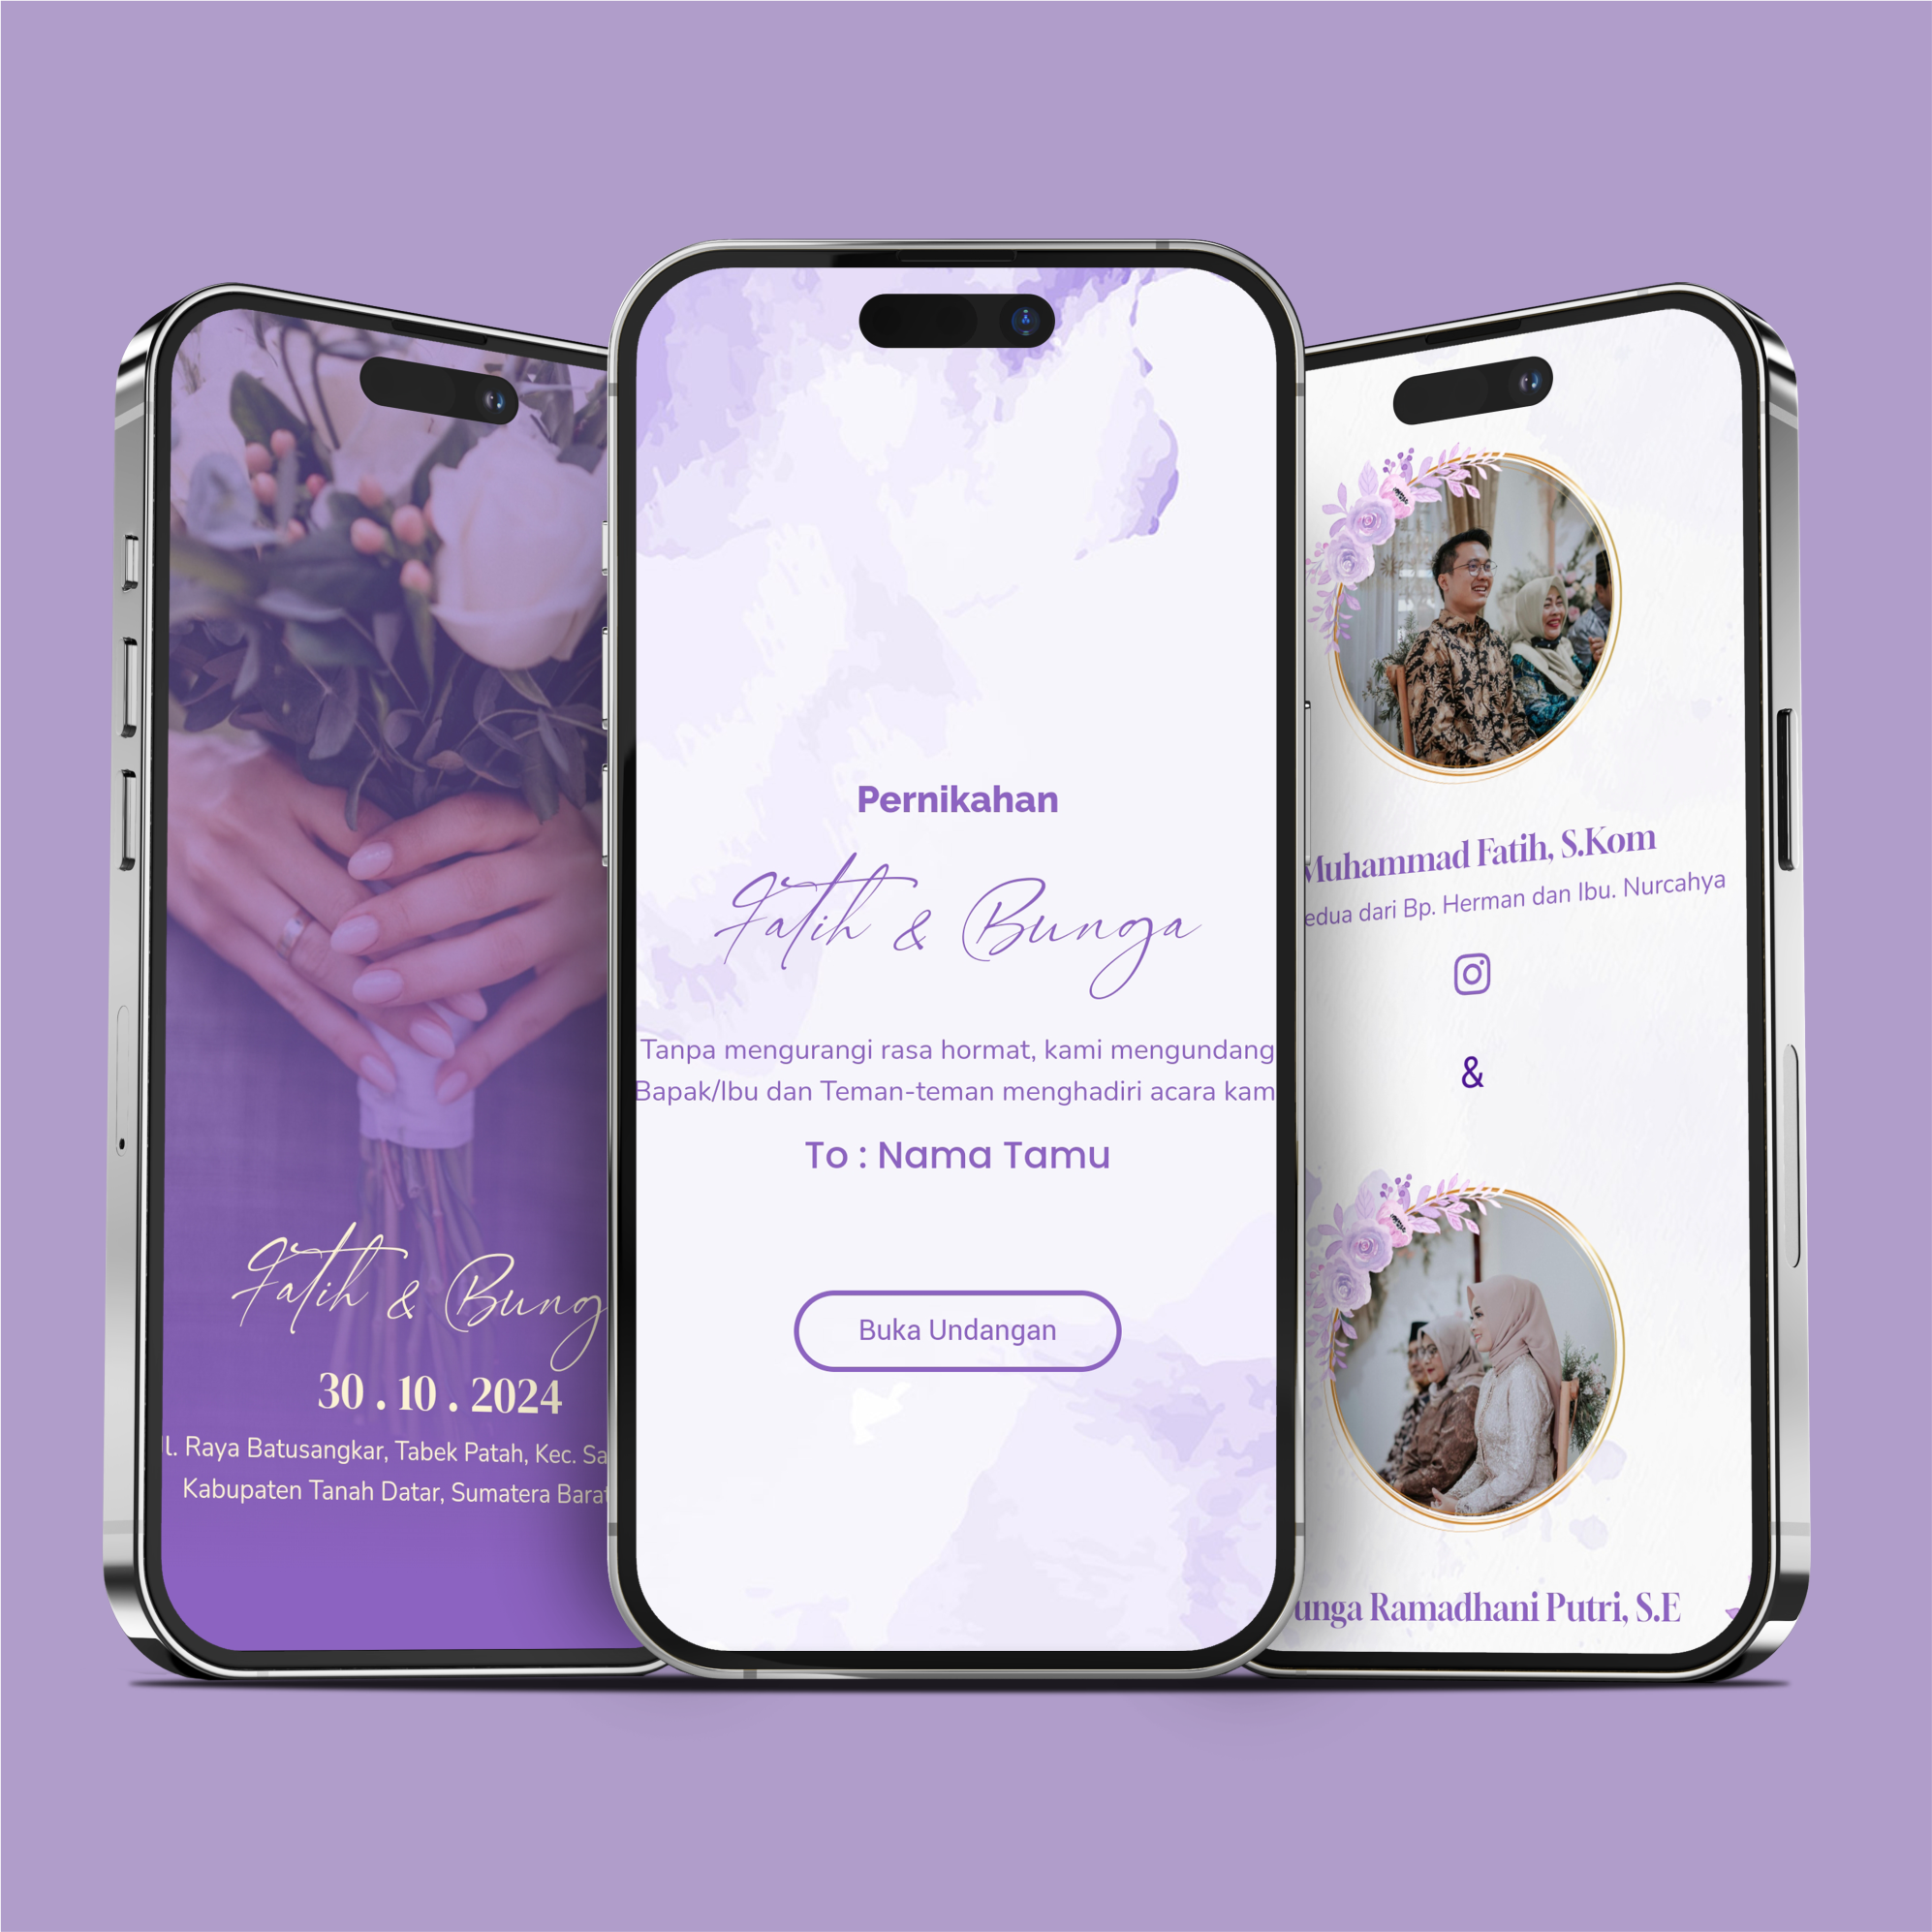 Fatih & Bung
30 . 10 . 2024
l. Raya Batusangkar, Tabek Patah, Kec. Sa
Kabupaten Tanah Datar, Sumatera Barat
Pernikahan
Fatih & Bunga
Tanpa mengurangi rasa hormat, kami mengundang
Bapak/Ibu dan Teman-teman menghadiri acara kam
To : Nama Tamu
Buka Undangan
Muhammad Fatih, S.Kom
edua dari Bp. Herman dan Ibu. Nurcahya
&
unga Ramadhani Putri, S.E